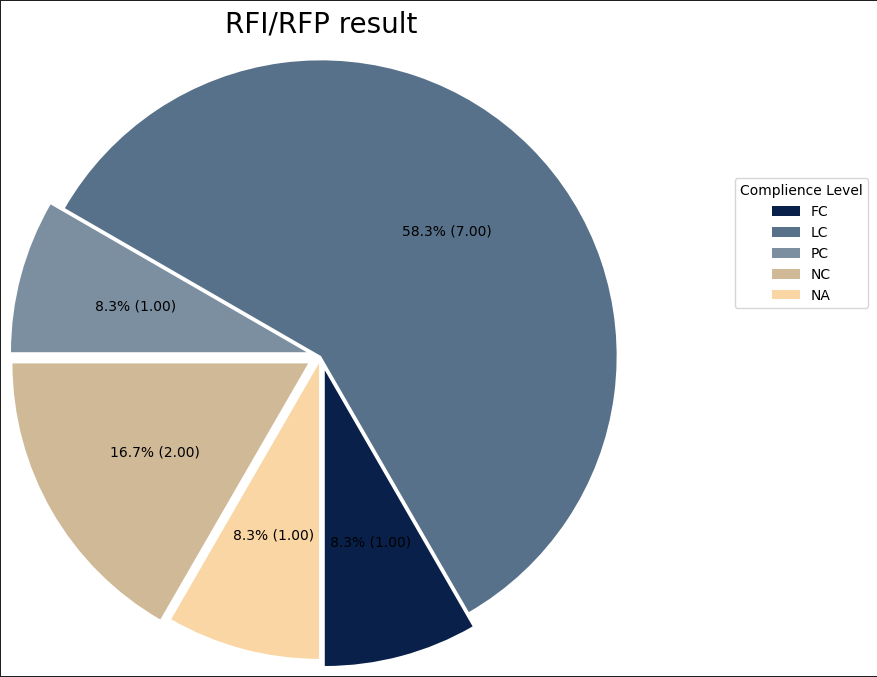 RFI/RFP result
58.3% (7.00)
8.3% (1.00)
16.7% (2.00)
8.3% (1.00)
8.3% (1.00)
Complience Level
FC
LC
PC
NC
NA